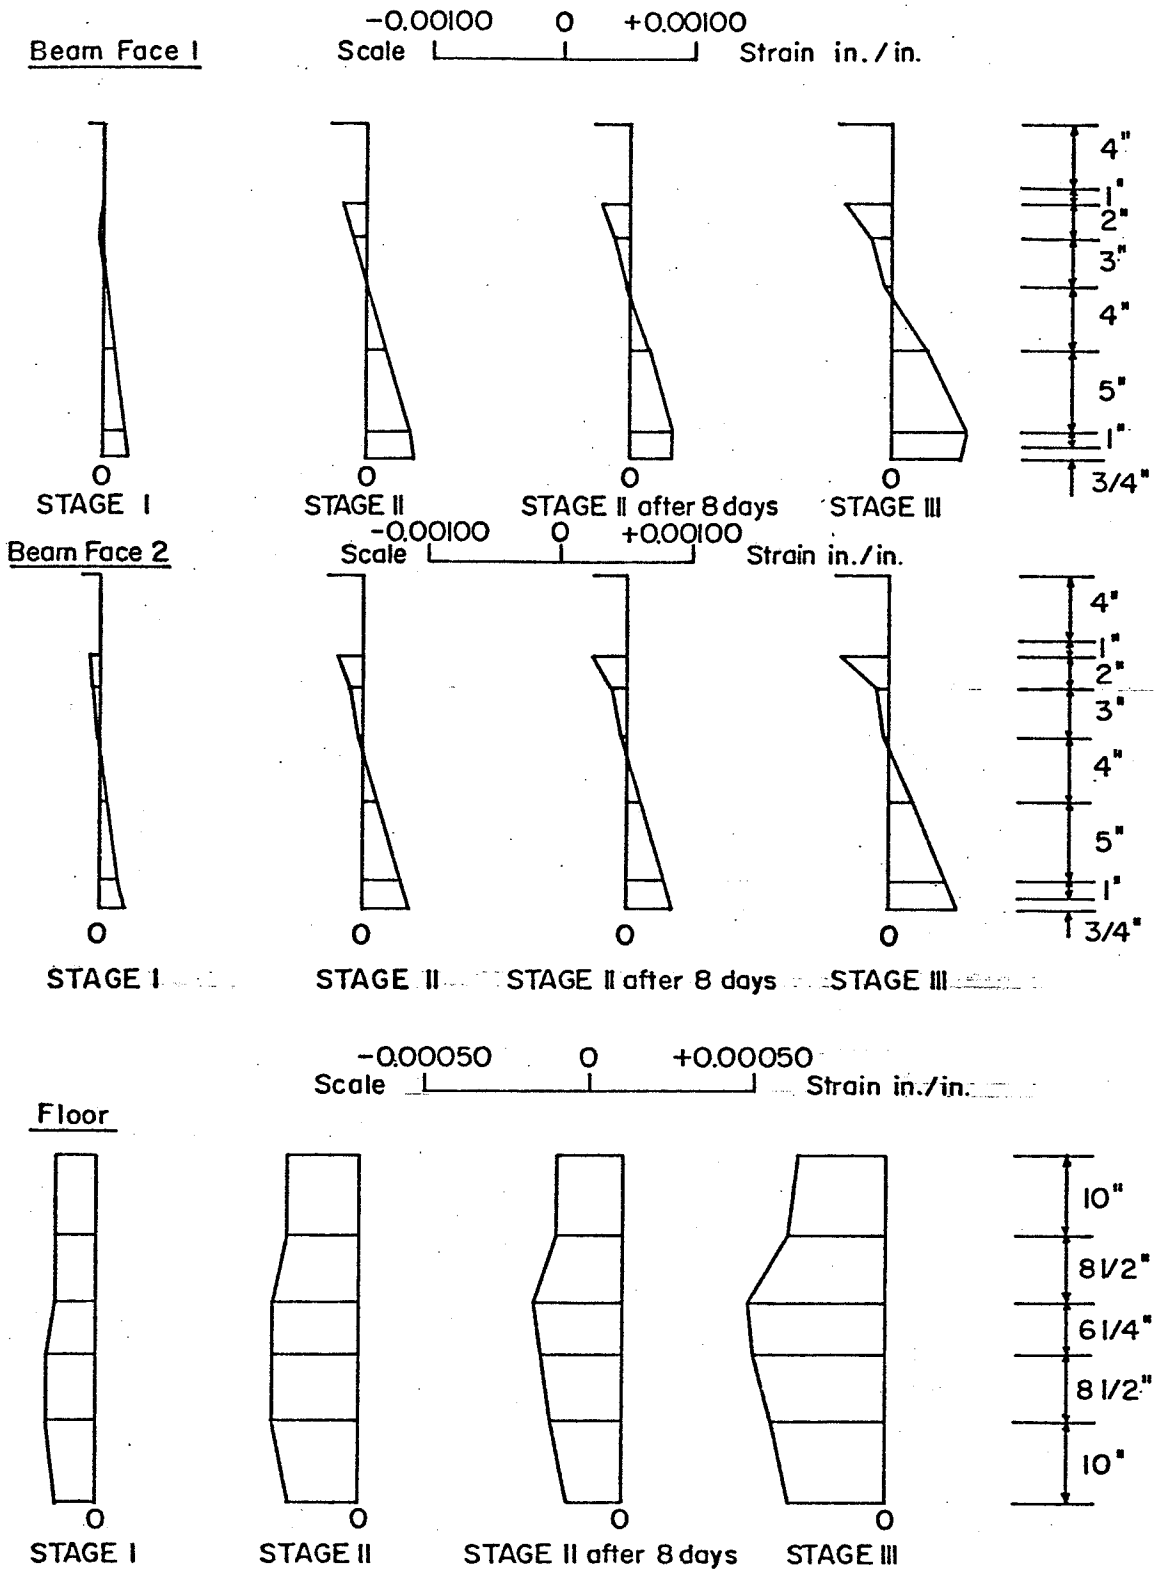 -0.00100 0 +0.00100
Beam Face 1 Scale Strain in./in.
4"
1"
2"
3"
4"
5"
1"
3/4"
0 0 0 0
STAGE I STAGE II STAGE II after 8 days STAGE III
-0.00100 0 +0.00100
Beam Face 2 Scale Strain in./in.
4"
1"
2"
3"
4"
5"
1"
3/4"
0 0 0 0
STAGE I STAGE II STAGE II after 8 days STAGE III
-0.00050 0 +0.00050
Scale Strain in./in.
Floor
10"
8 1/2"
6 1/4"
8 1/2"
10"
0 0 0 0
STAGE I STAGE II STAGE II after 8 days STAGE III